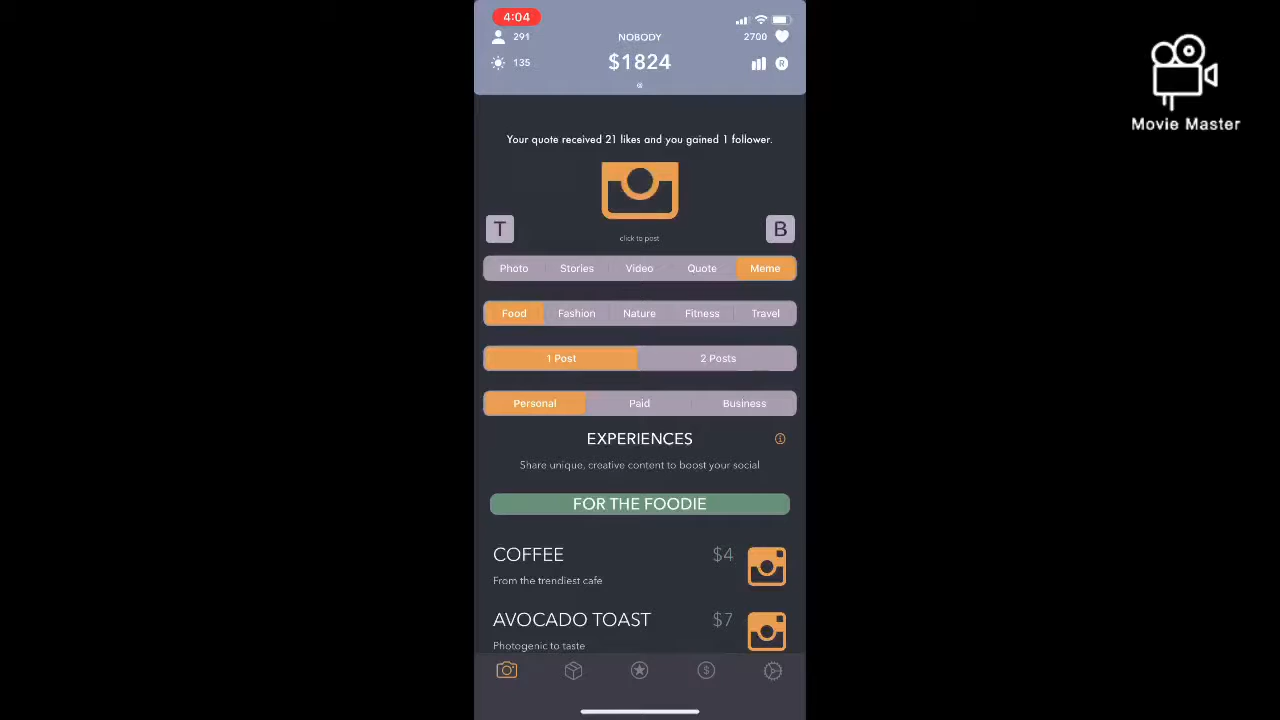 4:04
291
NOBODY
2700
135
$1824
R
Your quote received 21 likes and you gained 1 follower.
T
B
click to post
Photo
Stories
Video
Quote
Meme
Food
Fashion
Nature
Fitness
Travel
1 Post
2 Posts
Personal
Paid
Business
EXPERIENCES
Share unique, creative content to boost your social
FOR THE FOODIE
COFFEE
$4
From the trendiest cafe
AVOCADO TOAST
$7
Photogenic to taste
Movie Master